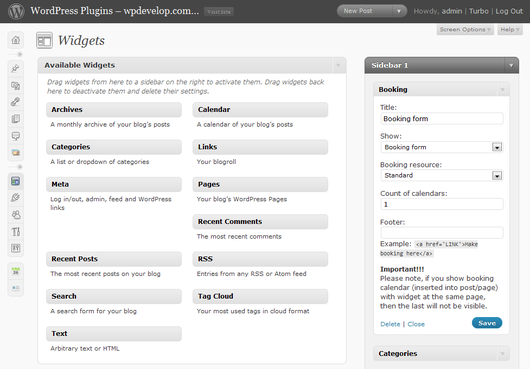 WordPress Plugins – wpdevelop.com... Visit Site
New Post
Howdy, admin | Turbo | Log Out
Screen Options
Help
Widgets
Available Widgets
Drag widgets from here to a sidebar on the right to activate them. Drag widgets back
here to deactivate them and delete their settings.
Archives
A monthly archive of your blog's posts
Calendar
A calendar of your blog's posts
Categories
A list or dropdown of categories
Links
Your blogroll
Meta
Log in/out, admin, feed and WordPress
links
Pages
Your blog's WordPress Pages
Recent Comments
The most recent comments
Recent Posts
The most recent posts on your blog
RSS
Entries from any RSS or Atom feed
Search
A search form for your blog
Tag Cloud
Your most used tags in cloud format
Text
Arbitrary text or HTML
Sidebar 1
Booking
Title:
Booking form
Show:
Booking form
Booking resource:
Standard
Count of calendars:
1
Footer:
Example: <a href='LINK'>Make
booking here</a>
Important!!!
Please note, if you show booking
calendar (inserted into post/page)
with widget at the same page,
then the last will not be visible.
Delete | Close
Save
Categories